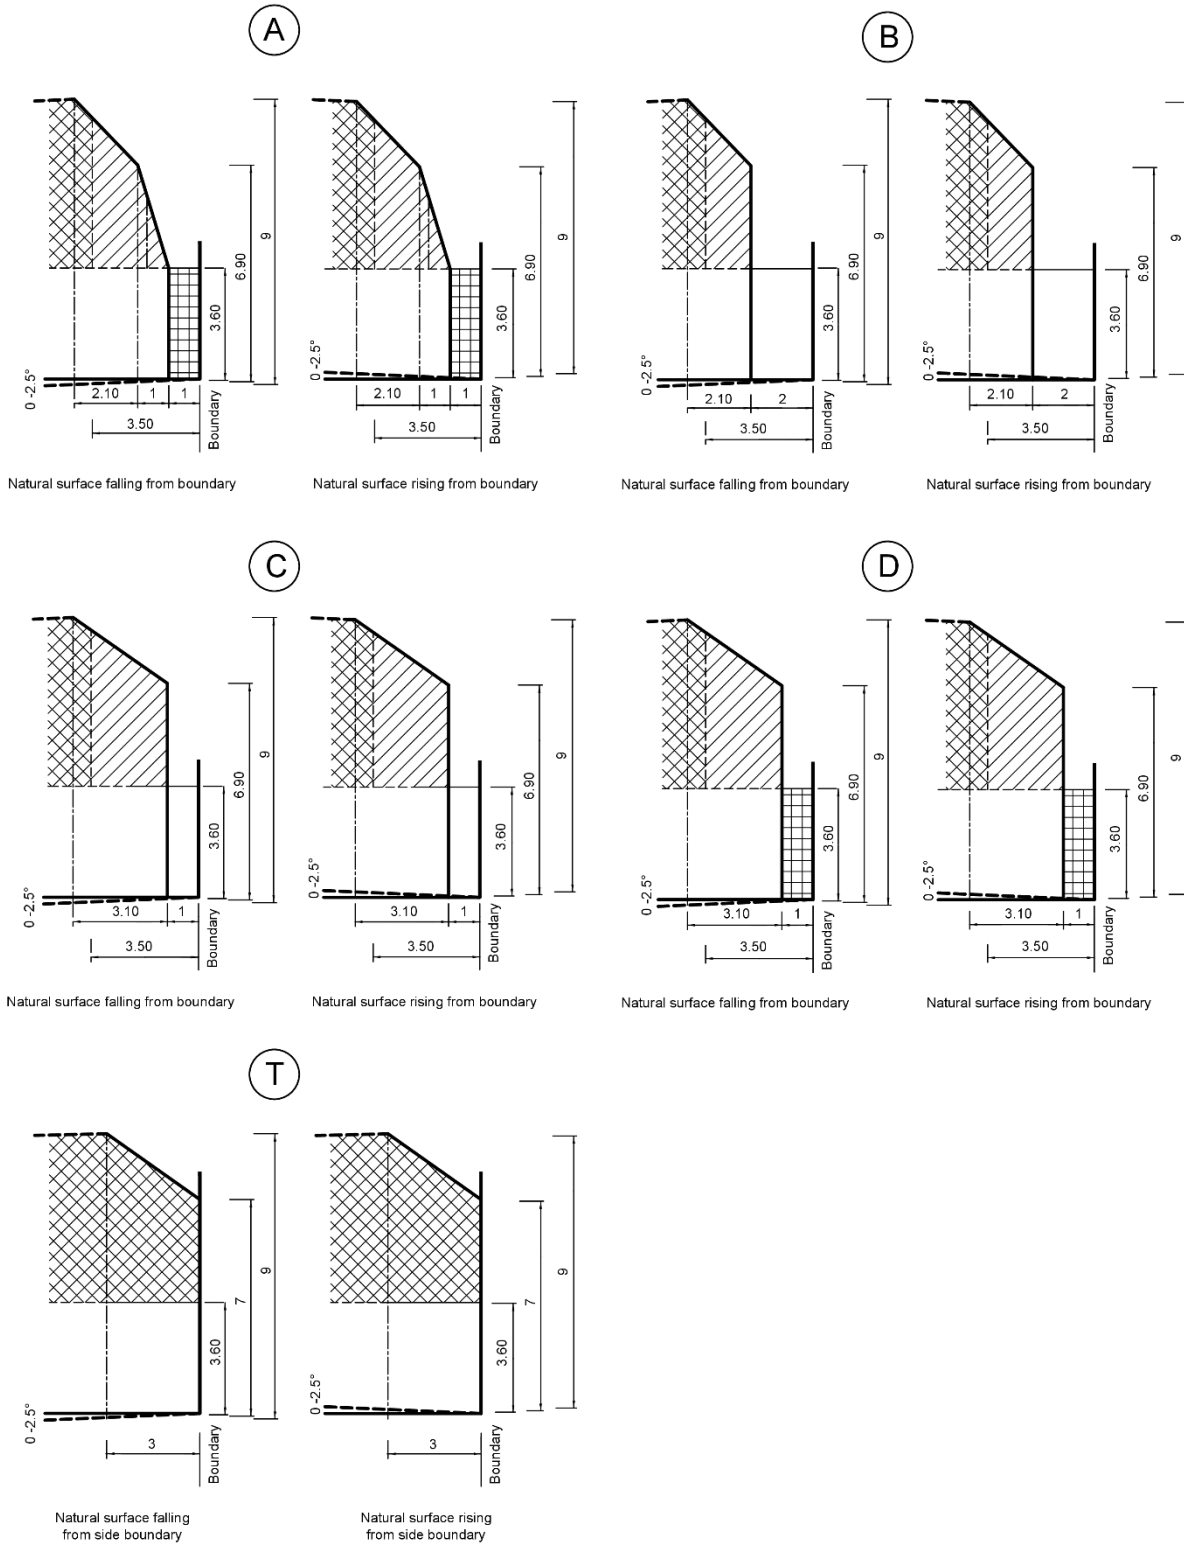 A
B
9
6.90
3.60
0 -2.5°
2.10
1
1
3.50
Boundary
9
6.90
3.60
0 -2.5°
2.10
1
1
3.50
Boundary
9
6.90
3.60
0 -2.5°
2.10
2
3.50
Boundary
9
6.90
3.60
0 -2.5°
2.10
2
3.50
Boundary
Natural surface falling from boundary
Natural surface rising from boundary
Natural surface falling from boundary
Natural surface rising from boundary
C
D
9
6.90
3.60
0 -2.5°
3.10
1
3.50
Boundary
9
6.90
3.60
0 -2.5°
3.10
1
3.50
Boundary
9
6.90
3.60
0 -2.5°
3.10
1
3.50
Boundary
9
6.90
3.60
0 -2.5°
3.10
1
3.50
Boundary
Natural surface falling from boundary
Natural surface rising from boundary
Natural surface falling from boundary
Natural surface rising from boundary
T
9
7
3.60
0 -2.5°
3
Boundary
9
7
3.60
0 -2.5°
3
Boundary
Natural surface falling
from side boundary
Natural surface rising
from side boundary